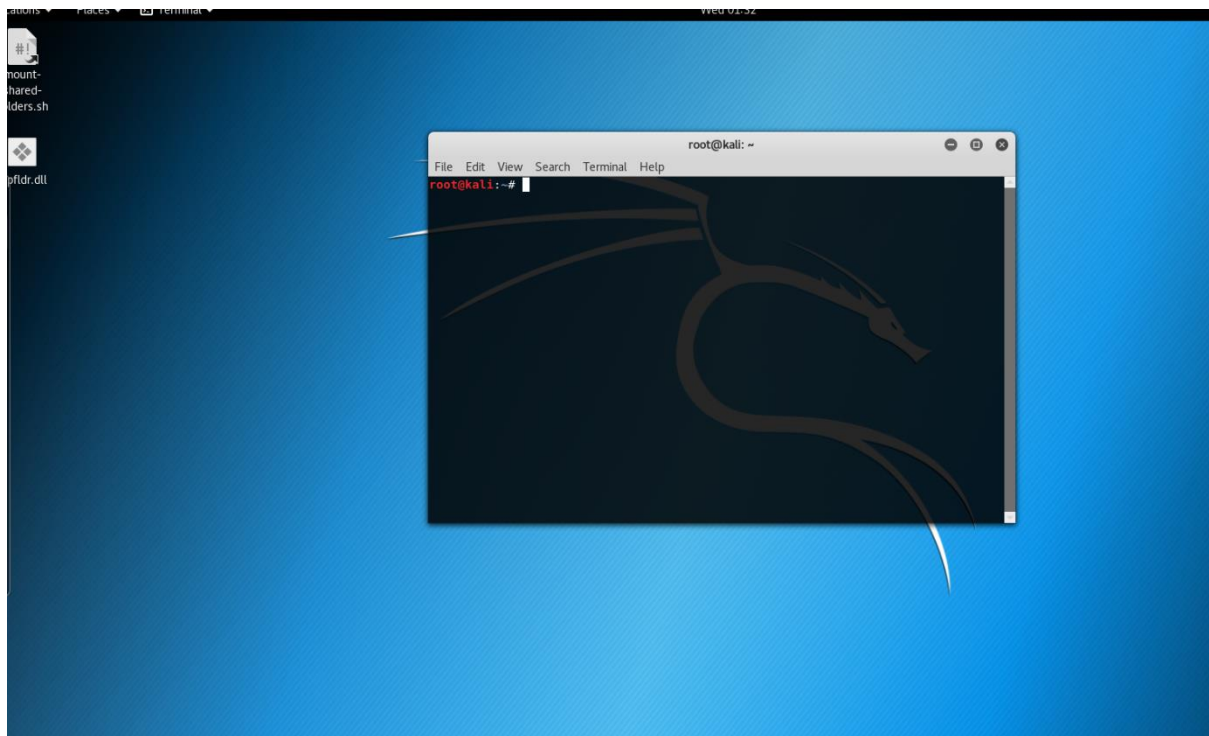 Places Terminal
Wed 01:32
#!
mount-
shared-
lders.sh
pfldr.dll
root@kali: ~
File Edit View Search Terminal Help
root@kali:~#